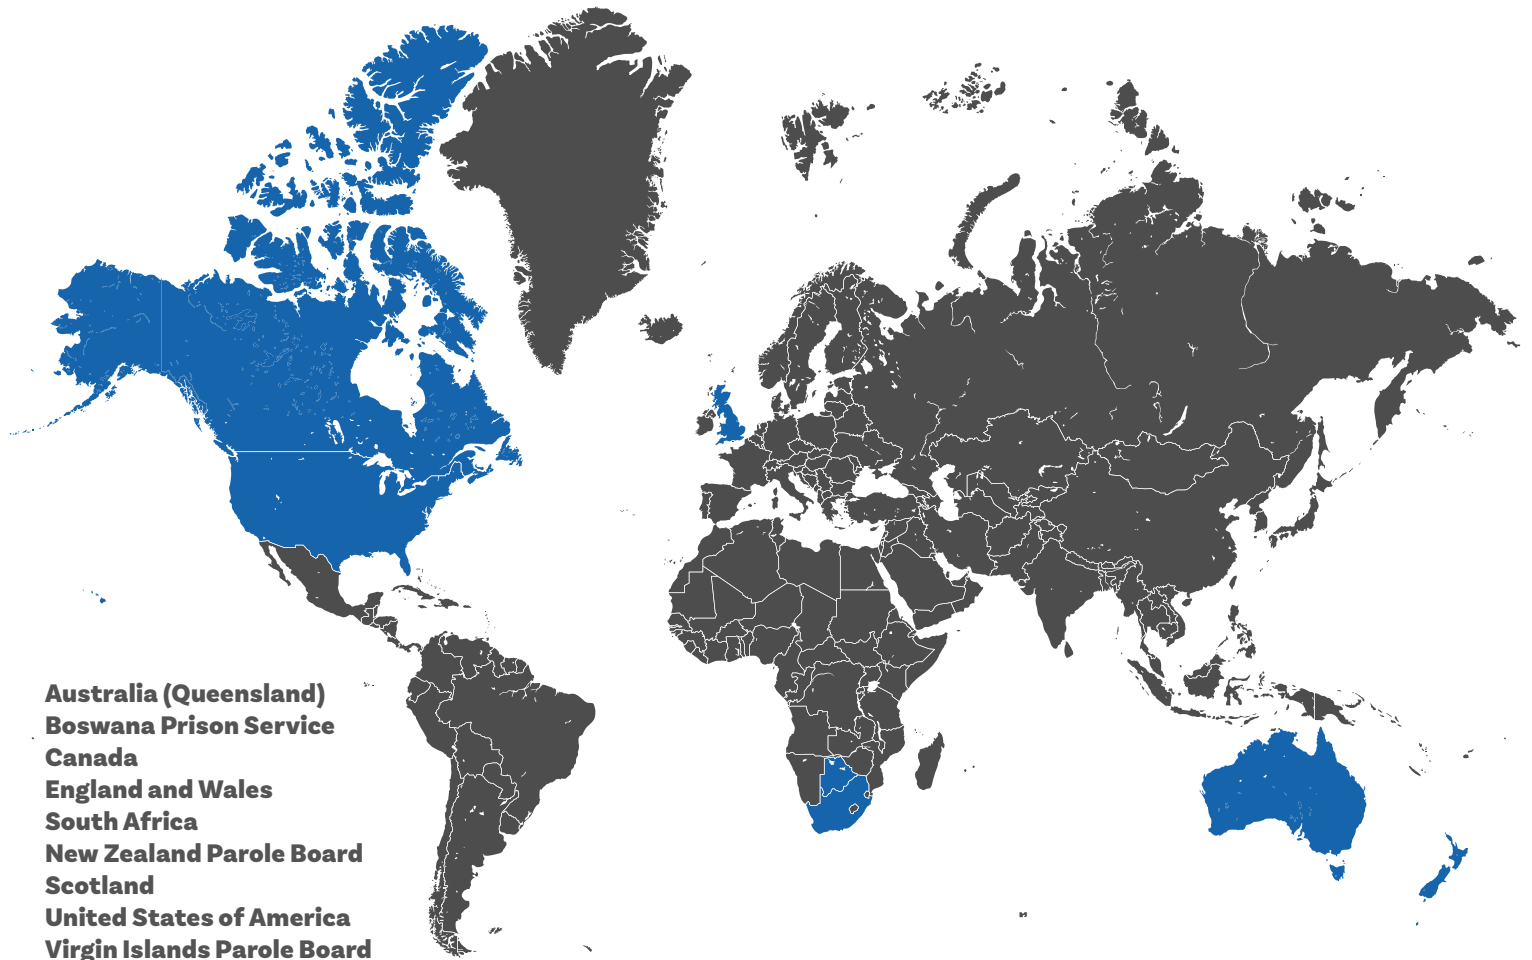 Australia (Queensland)
Boswana Prison Service
Canada
England and Wales
South Africa
New Zealand Parole Board
Scotland
United States of America
Virgin Islands Parole Board